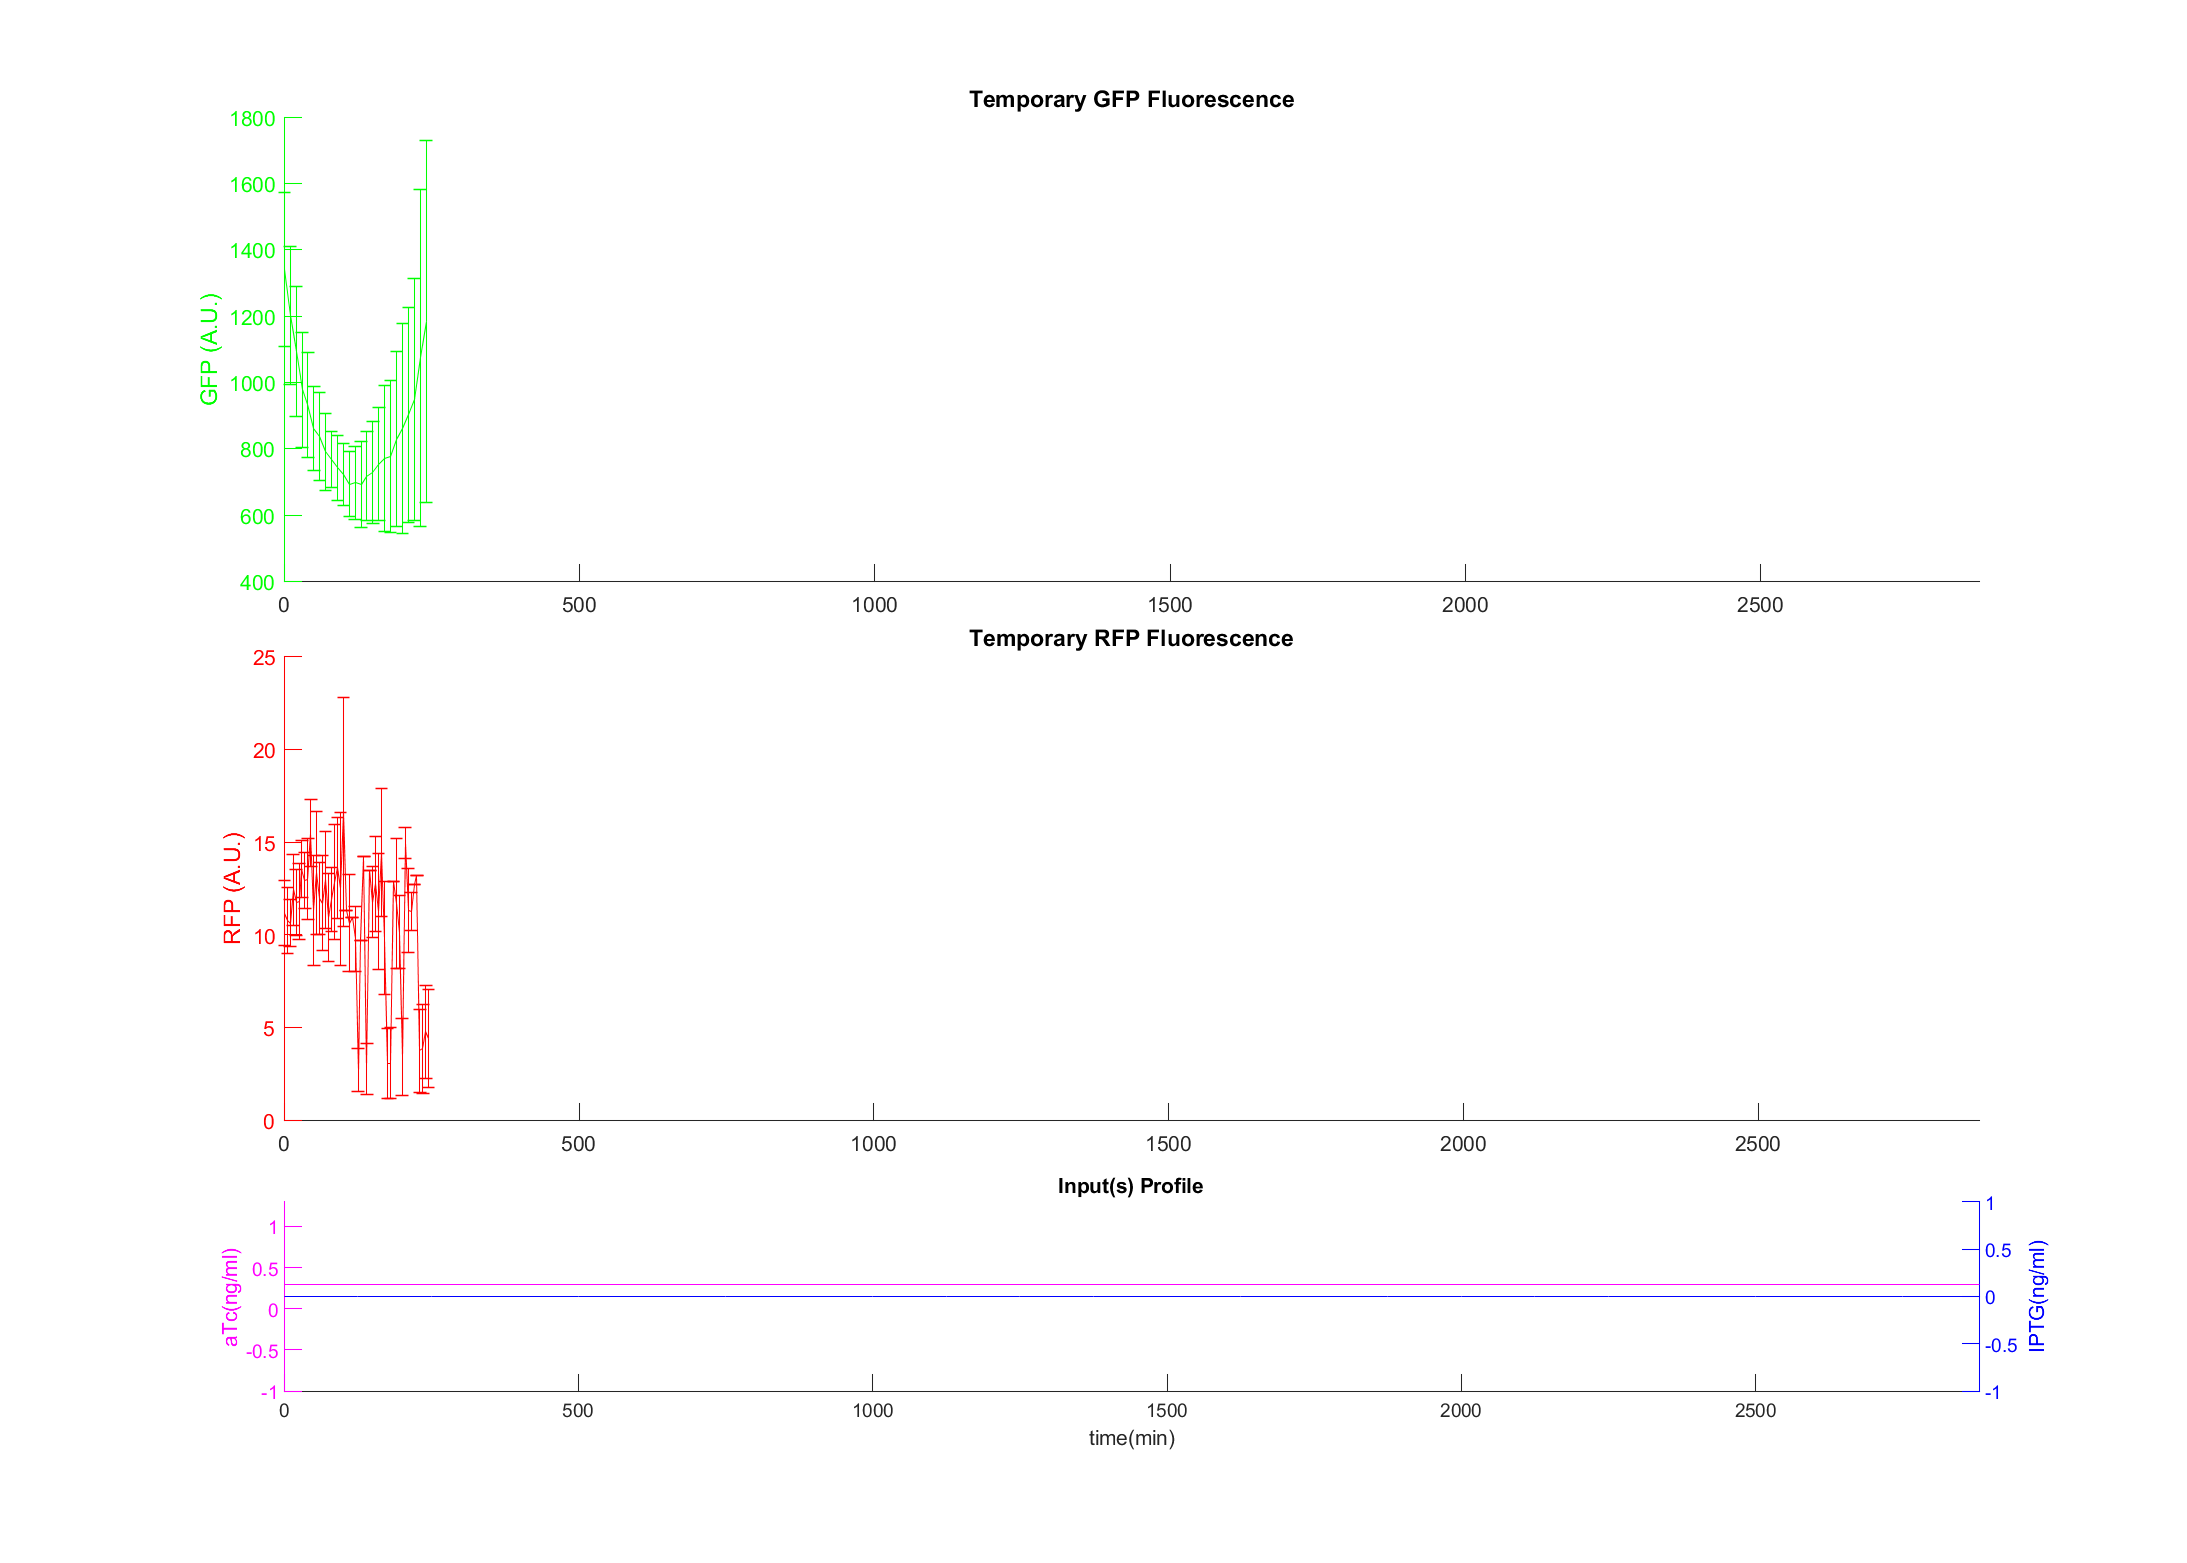 Temporary GFP Fluorescence
1800
1600
1400
1200
1000
800
600
400
GFP (A.U.)
0 500 1000 1500 2000 2500
Temporary RFP Fluorescence
25
20
15
10
5
0
RFP (A.U.)
0 500 1000 1500 2000 2500
Input(s) Profile
1
0.5
0
-0.5
-1
aTc(ng/ml)
1
0.5
0
-0.5
-1
IPTG(ng/ml)
0 500 1000 1500 2000 2500
time(min)